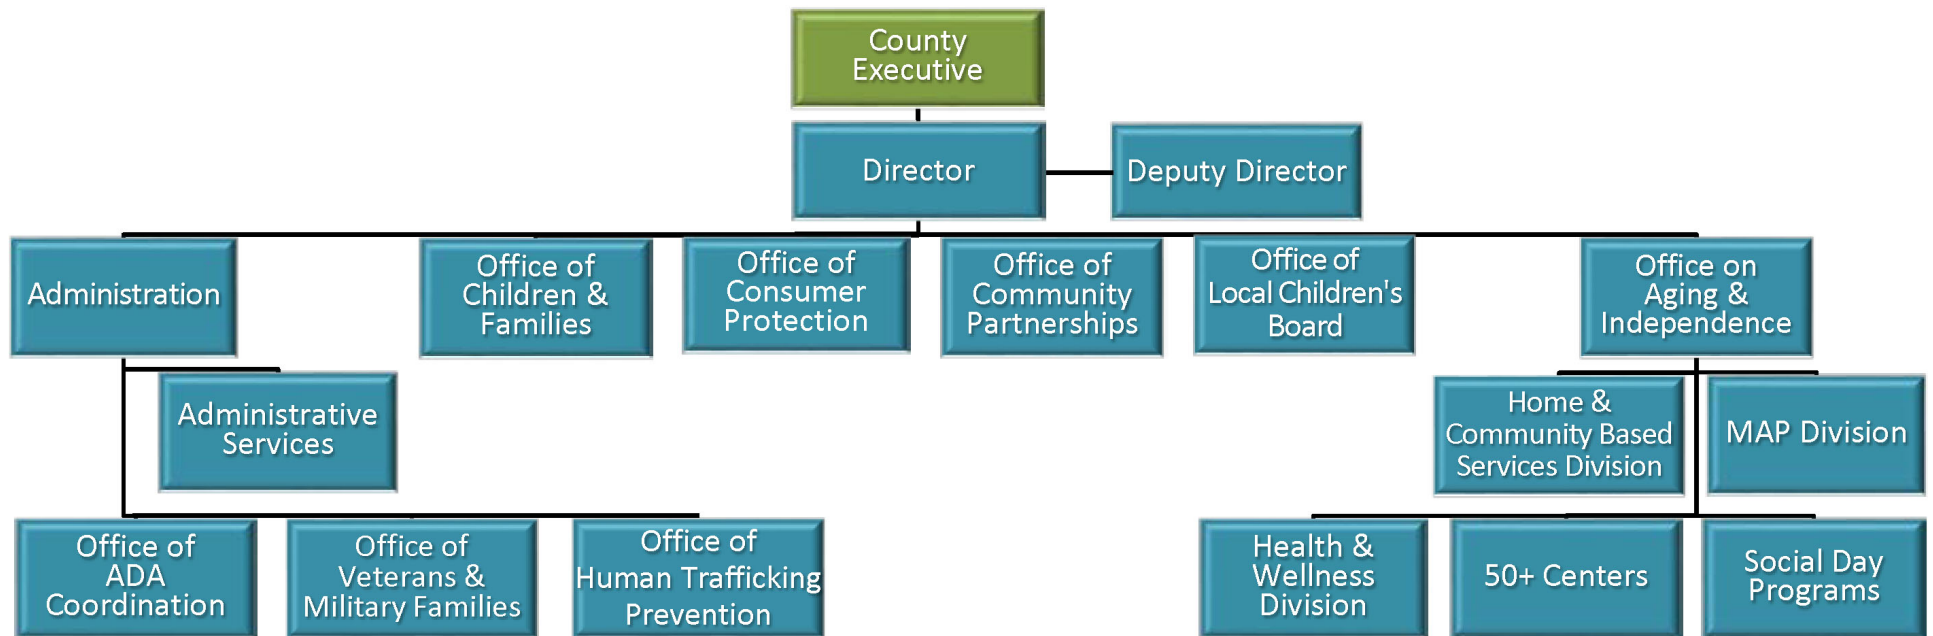 County
Executive
Director
Deputy Director
Administration
Office of
Children &
Families
Office of
Consumer
Protection
Office of
Community
Partnerships
Office of
Local Children's
Board
Office on
Aging &
Independence
Administrative
Services
Home &
Community Based
Services Division
MAP Division
Office of
ADA
Coordination
Office of
Veterans &
Military Families
Office of
Human Trafficking
Prevention
Health &
Wellness
Division
50+ Centers
Social Day
Programs